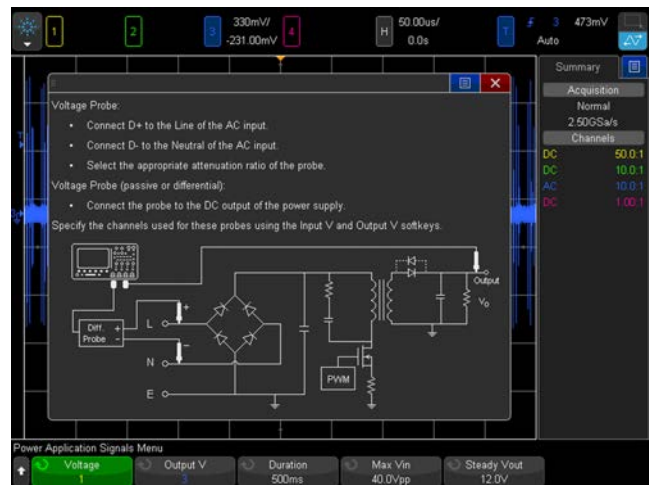 1
2
3
330mV/
-231.00mV
4
H
50.00us/
0.0s
T
3
473mV
Auto
Summary
Acquisition
Normal
2.50GSa/s
Channels
DC 50.0:1
DC 10.0:1
AC 10.0:1
DC 1.00:1
Voltage Probe:
• Connect D+ to the Line of the AC input.
• Connect D- to the Neutral of the AC input.
• Select the appropriate attenuation ratio of the probe.
Voltage Probe (passive or differential):
• Connect the probe to the DC output of the power supply.
Specify the channels used for these probes using the Input V and Output V softkeys.
Output
Vo
Diff. +
Probe -
+
L
-
N
E
PWM
Power Application Signals Menu
Voltage
1
Output V
3
Duration
500ms
Max Vin
40.0Vpp
Steady Vout
12.0V